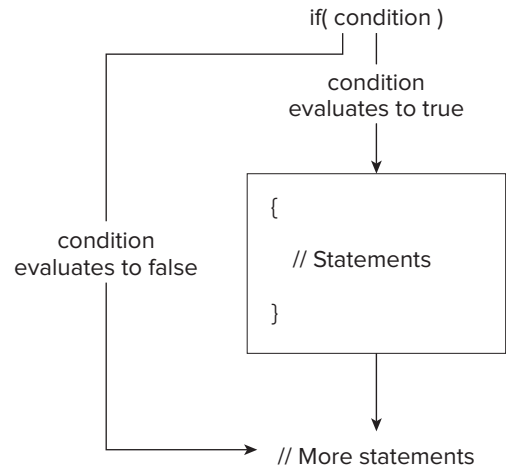 if( condition )
condition
evaluates to true
{
// Statements
}
condition
evaluates to false
// More statements